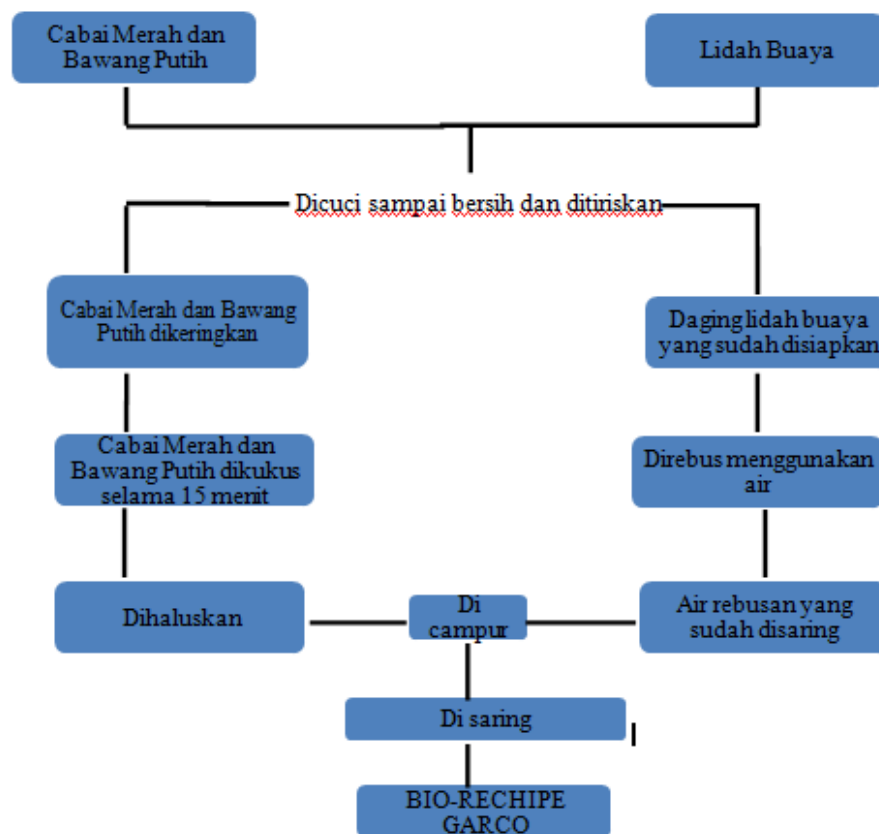 Cabai Merah dan
Bawang Putih
Lidah Buaya
Dicuci sampai bersih dan ditiriskan
Cabai Merah dan Bawang
Putih dikeringkan
Daging lidah buaya
yang sudah disiapkan
Cabai Merah dan
Bawang Putih dikukus
selama 15 menit
Direbus menggunakan
air
Dihaluskan
Di
campur
Air rebusan yang
sudah disaring
Di saring
BIO-RECHIPE
GARCO